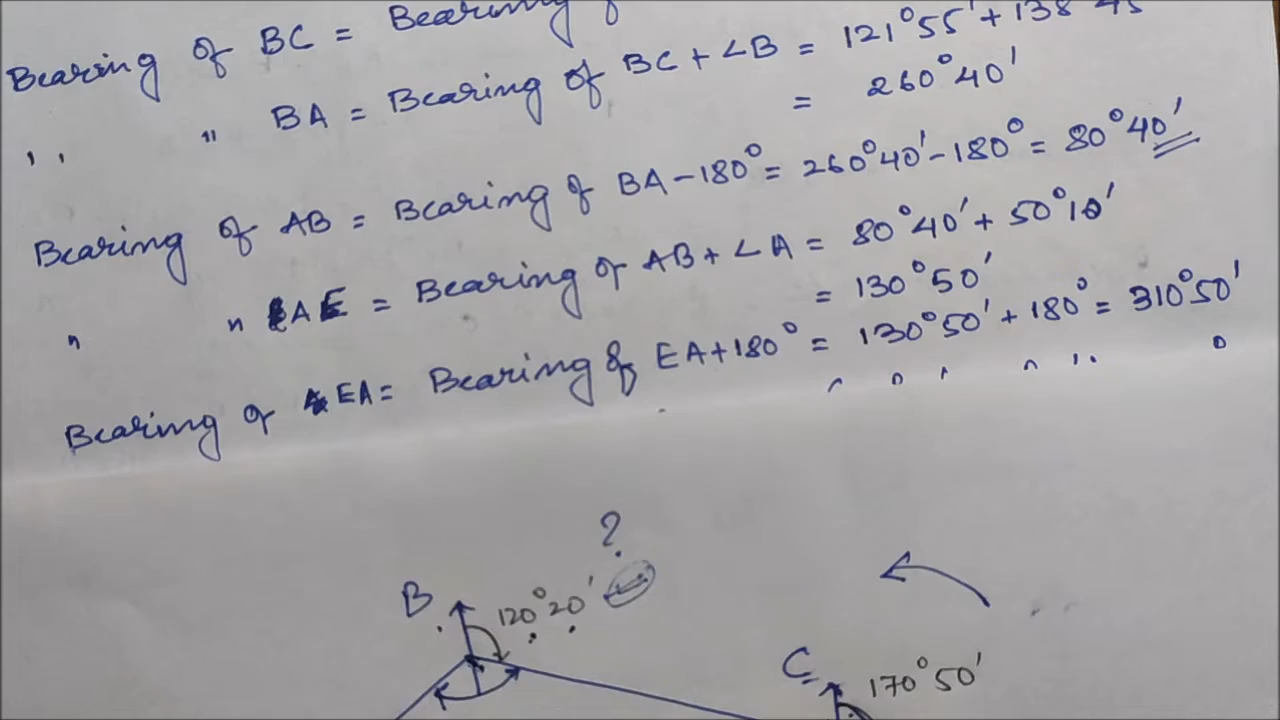 Bearing of BC = Bearing of
,, ,, BA = Bearing of BC + ∠B = 121°55' + 138°45'
= 260°40'
Bearing of AB = Bearing of BA - 180° = 260°40' - 180° = 80°40'
" " AE = Bearing of AB + ∠A = 80°40' + 50°10'
= 130°50'
Bearing of EA = Bearing of EA + 180° = 130°50' + 180° = 310°50'
?
B 120°20'
C 170°50'